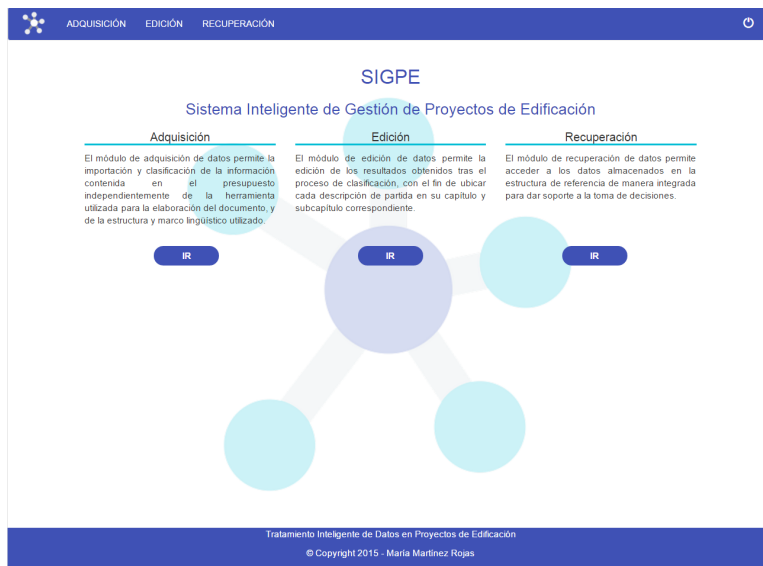 ADQUISICIÓN EDICIÓN RECUPERACIÓN
SIGPE
Sistema Inteligente de Gestión de Proyectos de Edificación
Adquisición
El módulo de adquisición de datos permite la
importación y clasificación de la información
contenida en el presupuesto
independientemente de la herramienta
utilizada para la elaboración del documento, y
de la estructura y marco lingüístico utilizado.
IR
Edición
El módulo de edición de datos permite la
edición de los resultados obtenidos tras el
proceso de clasificación, con el fin de ubicar
cada descripción de partida en su capítulo y
subcapítulo correspondiente.
IR
Recuperación
El módulo de recuperación de datos permite
acceder a los datos almacenados en la
estructura de referencia de manera integrada
para dar soporte a la toma de decisiones.
IR
Tratamiento Inteligente de Datos en Proyectos de Edificación
© Copyright 2015 - María Martínez Rojas